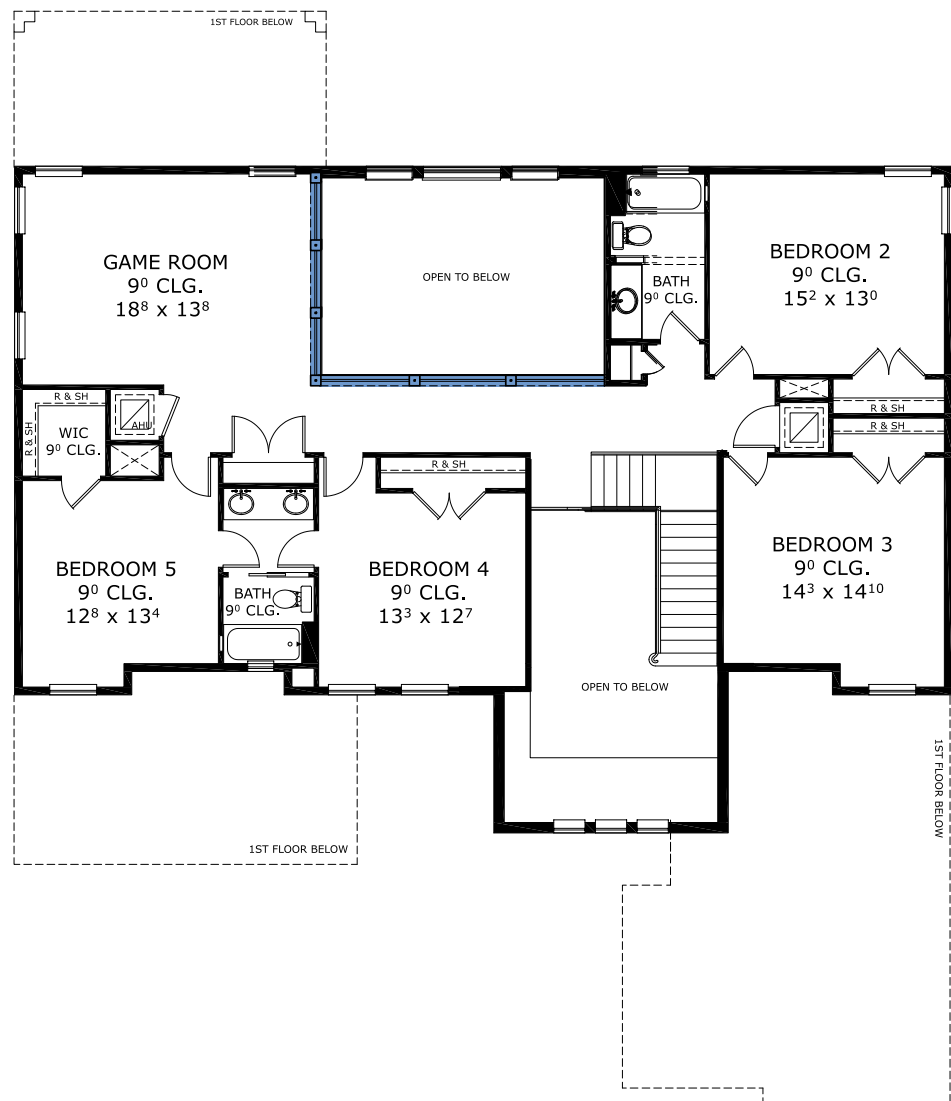 1ST FLOOR BELOW
GAME ROOM
9⁰ CLG.
18⁸ x 13⁸
OPEN TO BELOW
BATH
9⁰ CLG.
BEDROOM 2
9⁰ CLG.
15² x 13⁰
R & SH
R & SH
WIC
9⁰ CLG.
AHU
R & SH
R & SH
R & SH
BEDROOM 5
9⁰ CLG.
12⁸ x 13⁴
BATH
9⁰ CLG.
BEDROOM 4
9⁰ CLG.
13³ x 12⁷
BEDROOM 3
9⁰ CLG.
14³ x 14¹⁰
OPEN TO BELOW
1ST FLOOR BELOW
1ST FLOOR BELOW